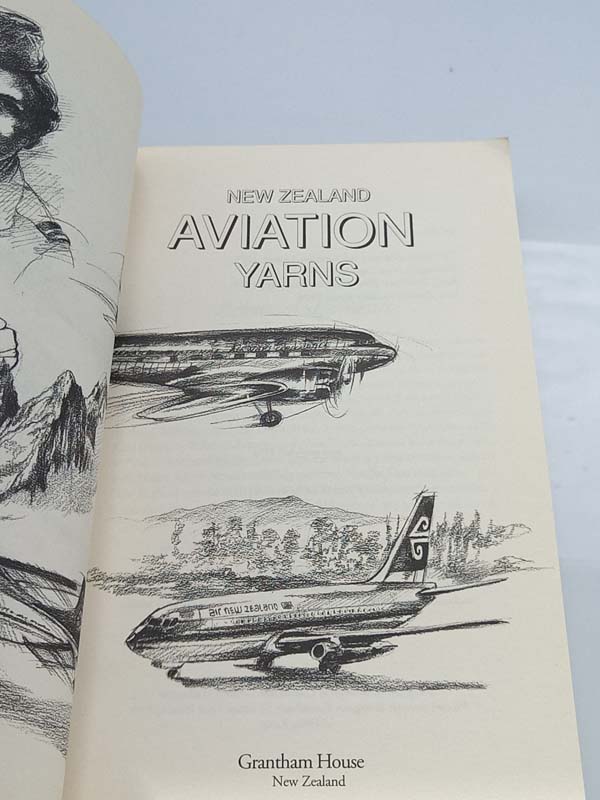 NEW ZEALAND
AVIATION
YARNS
air new zealand
Grantham House
New Zealand